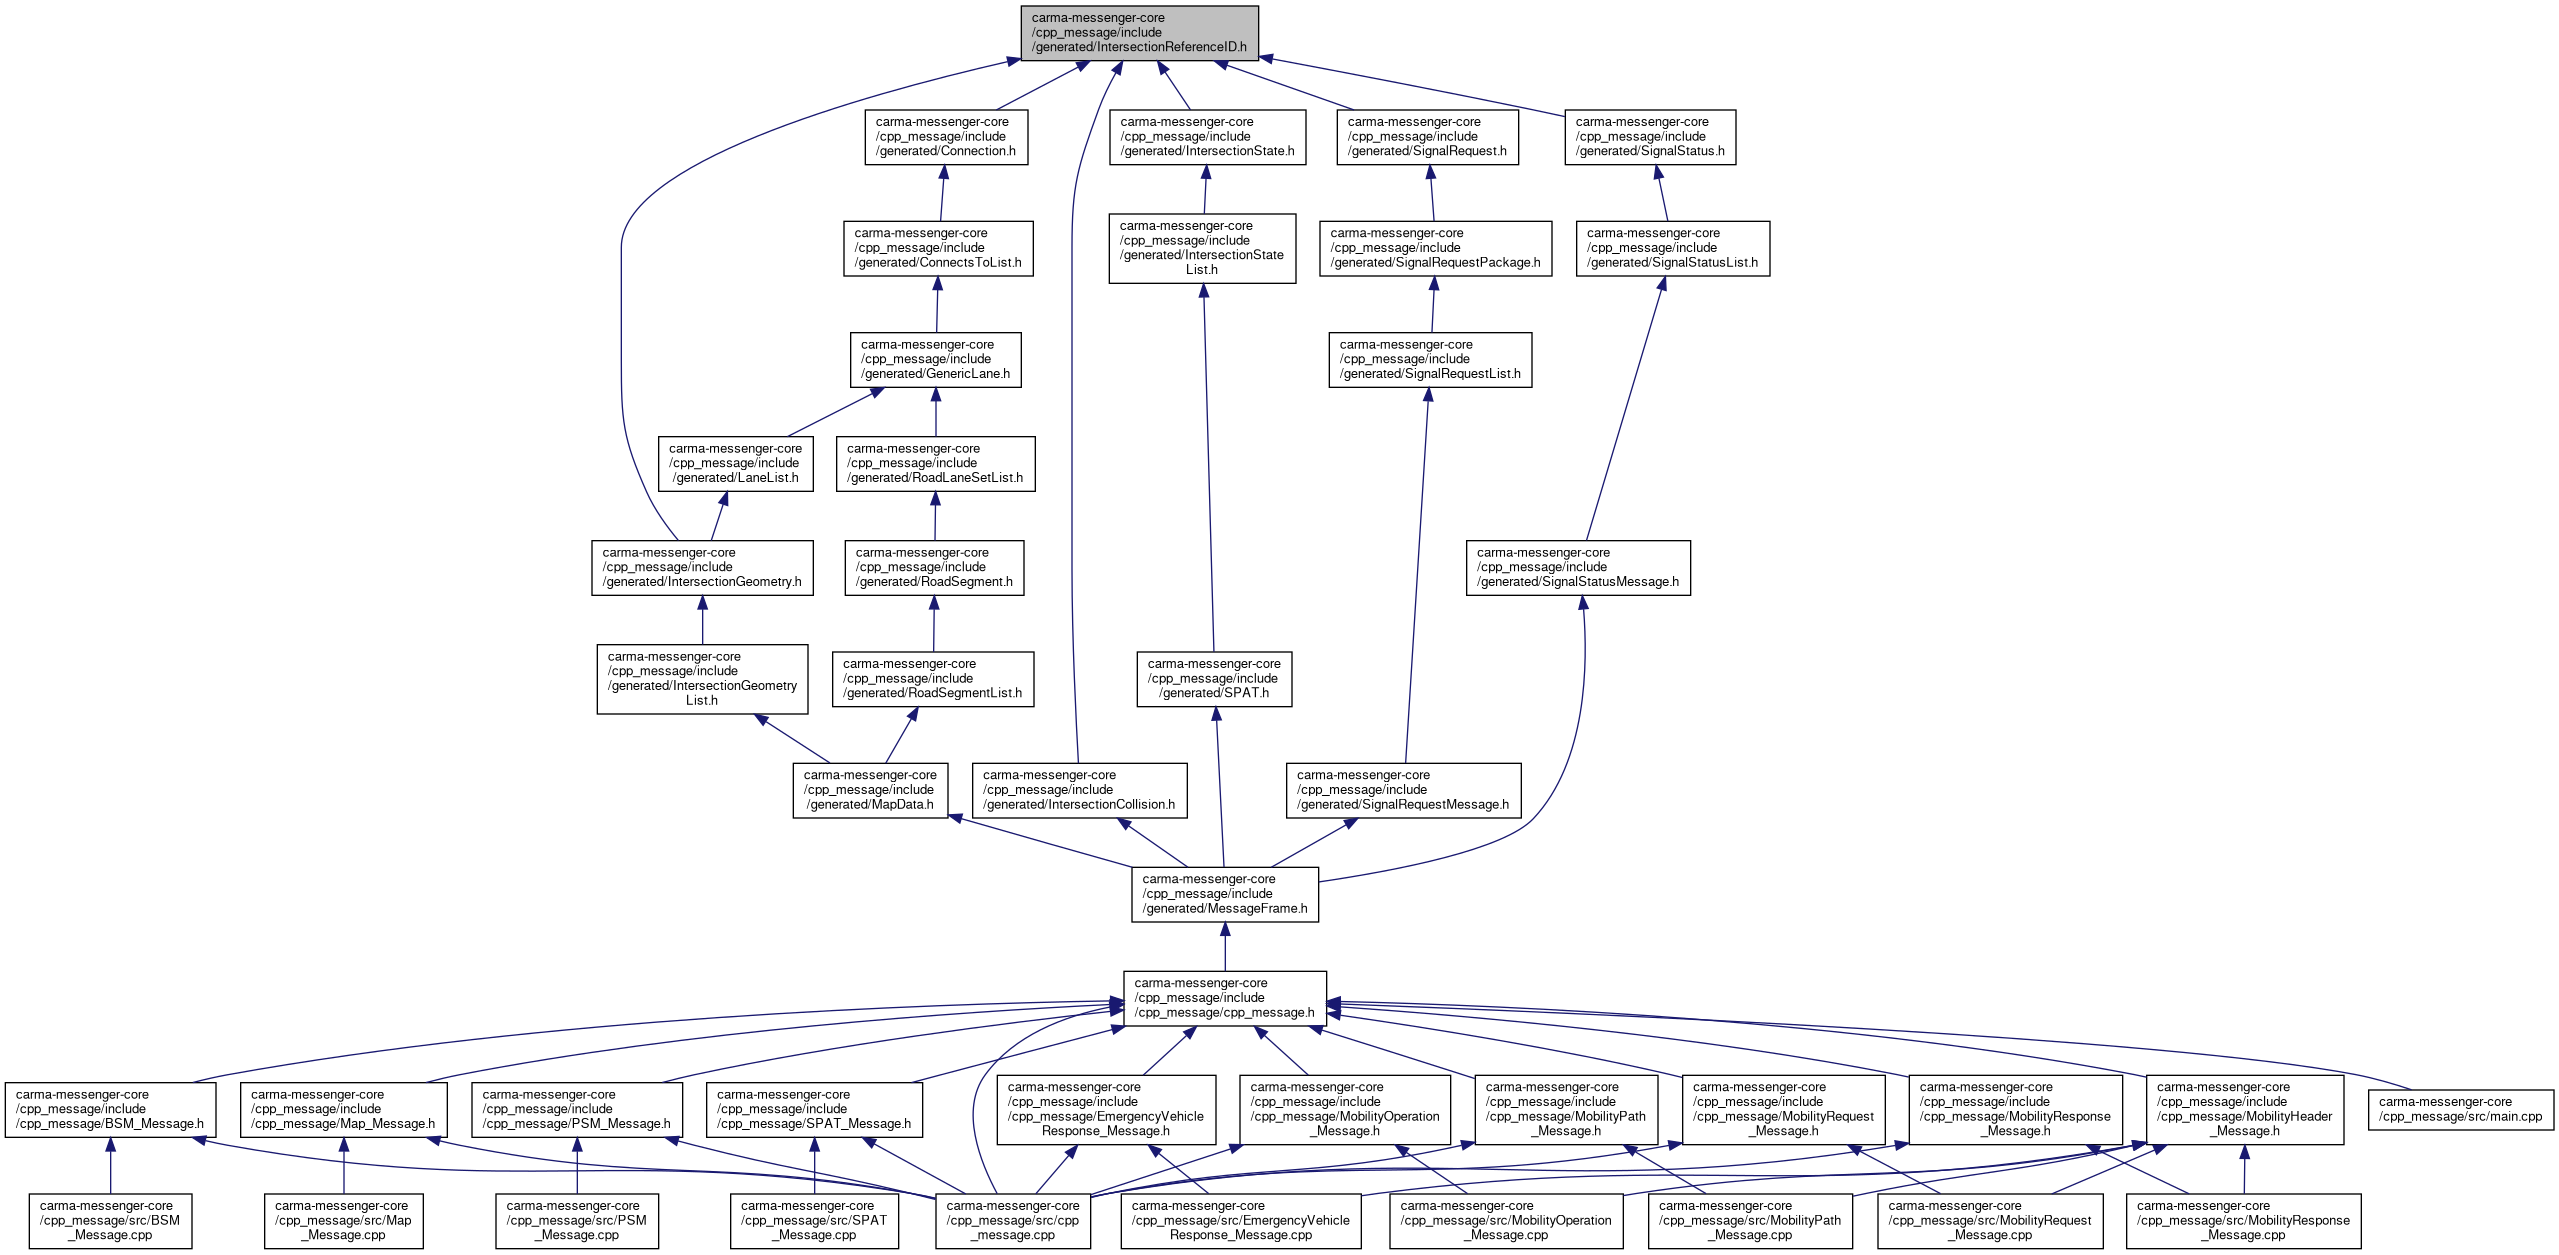 carma-messenger-core
/cpp_message/include
/generated/IntersectionReferenceID.h
carma-messenger-core
/cpp_message/include
/generated/Connection.h
carma-messenger-core
/cpp_message/include
/generated/IntersectionState.h
carma-messenger-core
/cpp_message/include
/generated/SignalRequest.h
carma-messenger-core
/cpp_message/include
/generated/SignalStatus.h
carma-messenger-core
/cpp_message/include
/generated/ConnectsToList.h
carma-messenger-core
/cpp_message/include
/generated/IntersectionState
List.h
carma-messenger-core
/cpp_message/include
/generated/SignalRequestPackage.h
carma-messenger-core
/cpp_message/include
/generated/SignalStatusList.h
carma-messenger-core
/cpp_message/include
/generated/GenericLane.h
carma-messenger-core
/cpp_message/include
/generated/SignalRequestList.h
carma-messenger-core
/cpp_message/include
/generated/LaneList.h
carma-messenger-core
/cpp_message/include
/generated/RoadLaneSetList.h
carma-messenger-core
/cpp_message/include
/generated/IntersectionGeometry.h
carma-messenger-core
/cpp_message/include
/generated/RoadSegment.h
carma-messenger-core
/cpp_message/include
/generated/SignalStatusMessage.h
carma-messenger-core
/cpp_message/include
/generated/IntersectionGeometry
List.h
carma-messenger-core
/cpp_message/include
/generated/RoadSegmentList.h
carma-messenger-core
/cpp_message/include
/generated/SPAT.h
carma-messenger-core
/cpp_message/include
/generated/MapData.h
carma-messenger-core
/cpp_message/include
/generated/IntersectionCollision.h
carma-messenger-core
/cpp_message/include
/generated/SignalRequestMessage.h
carma-messenger-core
/cpp_message/include
/generated/MessageFrame.h
carma-messenger-core
/cpp_message/include
/cpp_message/cpp_message.h
carma-messenger-core
/cpp_message/include
/cpp_message/BSM_Message.h
carma-messenger-core
/cpp_message/include
/cpp_message/Map_Message.h
carma-messenger-core
/cpp_message/include
/cpp_message/PSM_Message.h
carma-messenger-core
/cpp_message/include
/cpp_message/SPAT_Message.h
carma-messenger-core
/cpp_message/include
/cpp_message/EmergencyVehicle
Response_Message.h
carma-messenger-core
/cpp_message/include
/cpp_message/MobilityOperation
_Message.h
carma-messenger-core
/cpp_message/include
/cpp_message/MobilityPath
_Message.h
carma-messenger-core
/cpp_message/include
/cpp_message/MobilityRequest
_Message.h
carma-messenger-core
/cpp_message/include
/cpp_message/MobilityResponse
_Message.h
carma-messenger-core
/cpp_message/include
/cpp_message/MobilityHeader
_Message.h
carma-messenger-core
/cpp_message/src/main.cpp
carma-messenger-core
/cpp_message/src/BSM
_Message.cpp
carma-messenger-core
/cpp_message/src/Map
_Message.cpp
carma-messenger-core
/cpp_message/src/PSM
_Message.cpp
carma-messenger-core
/cpp_message/src/SPAT
_Message.cpp
carma-messenger-core
/cpp_message/src/cpp
_message.cpp
carma-messenger-core
/cpp_message/src/EmergencyVehicle
Response_Message.cpp
carma-messenger-core
/cpp_message/src/MobilityOperation
_Message.cpp
carma-messenger-core
/cpp_message/src/MobilityPath
_Message.cpp
carma-messenger-core
/cpp_message/src/MobilityRequest
_Message.cpp
carma-messenger-core
/cpp_message/src/MobilityResponse
_Message.cpp